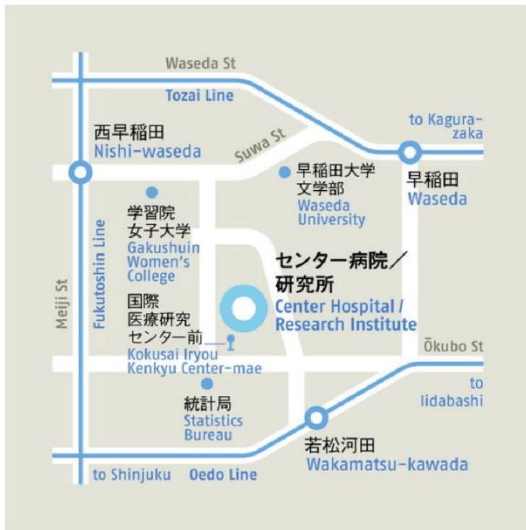 Waseda St
Tozai Line
to Kagura-
zaka
西早稲田
Nishi-waseda
Suwa St
早稲田大学
文学部
Waseda
University
早稲田
Waseda
学習院
女子大学
Gakushuin
Women's
College
Meiji St
Fukutoshin Line
センター病院／
研究所
Center Hospital /
Research Institute
国際
医療研究
センター前
Kokusai Iryou
Kenkyu Center-mae
Ōkubo St
to
Iidabashi
統計局
Statistics
Bureau
若松河田
Wakamatsu-kawada
to Shinjuku
Oedo Line